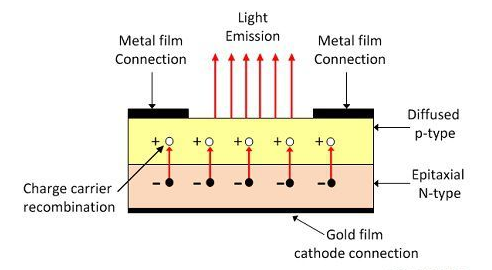 Light
Emission
Metal film
Connection
Metal film
Connection
Diffused
p-type
+ + + + +
Epitaxial
N-type
− − − − −
Charge carrier
recombination
Gold film
cathode connection